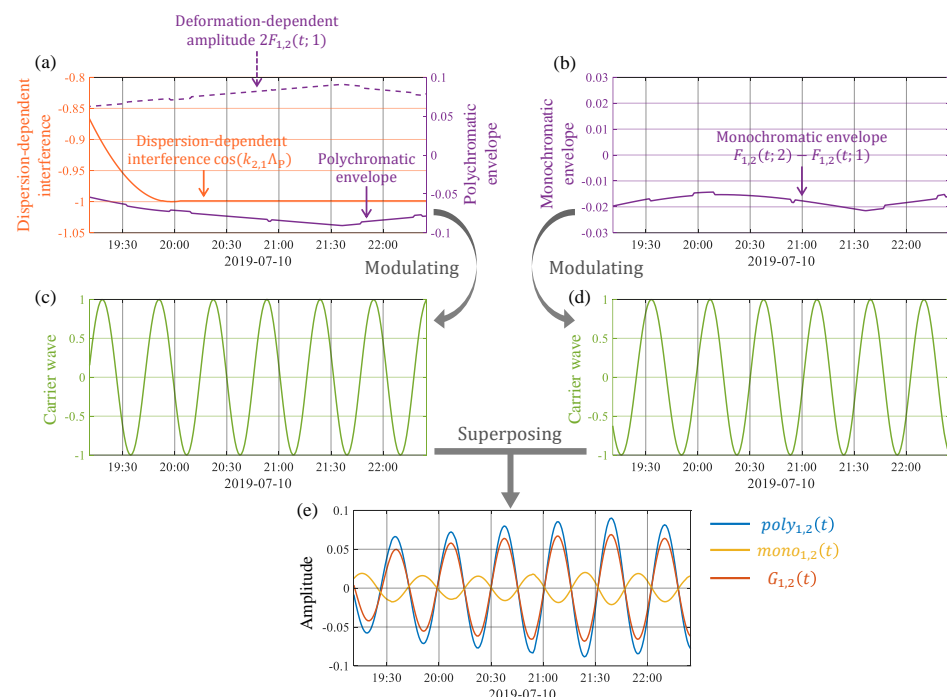 Deformation-dependent
amplitude 2F₁,₂(t; 1)
(a)
-0.8
-0.85
-0.9
-0.95
-1
-1.05
Dispersion-dependent
interference
0.1
0.05
0
-0.05
-0.1
Polychromatic
envelope
Dispersion-dependent
interference cos(k₂,₁Λₚ)
Polychromatic
envelope
19:30 20:00 20:30 21:00 21:30 22:00
2019-07-10
(b)
0.03
0.02
0.01
0
-0.01
-0.02
-0.03
Monochromatic
envelope
Monochromatic envelope
F₁,₂(t; 2) − F₁,₂(t; 1)
19:30 20:00 20:30 21:00 21:30 22:00
2019-07-10
Modulating
Modulating
(c)
1
0.5
0
-0.5
-1
Carrier wave
19:30 20:00 20:30 21:00 21:30 22:00
2019-07-10
(d)
1
0.5
0
-0.5
-1
Carrier wave
19:30 20:00 20:30 21:00 21:30 22:00
2019-07-10
Superposing
(e)
0.1
0.05
0
-0.05
-0.1
Amplitude
19:30 20:00 20:30 21:00 21:30 22:00
2019-07-10
poly₁,₂(t)
mono₁,₂(t)
G₁,₂(t)